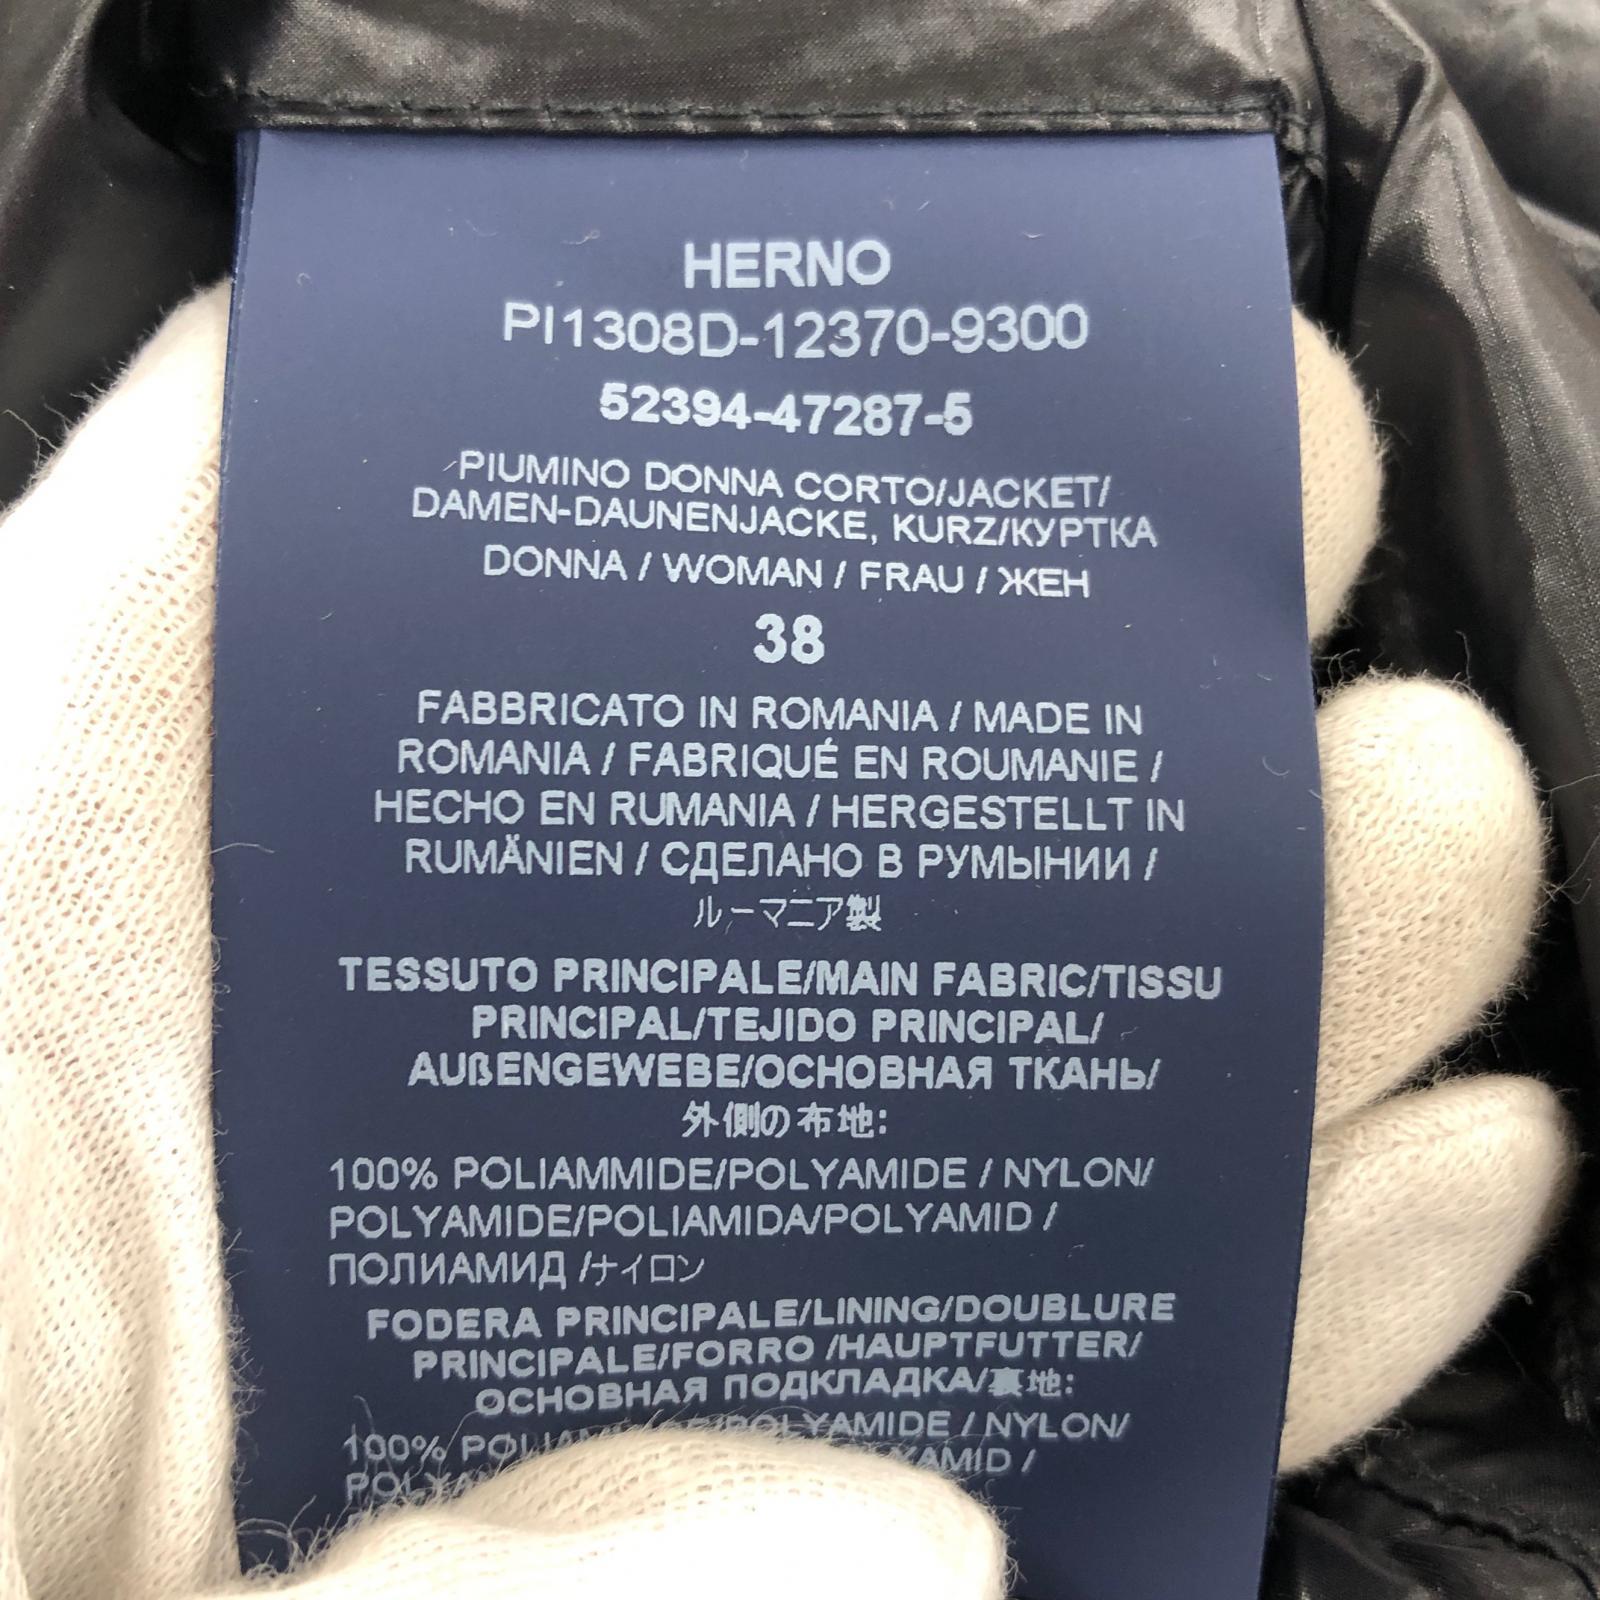 HERNO
PI1308D-12370-9300
52394-47287-5
PIUMINO DONNA CORTO/JACKET/
DAMEN-DAUNENJACKE, KURZ/КУРТКА
DONNA / WOMAN / FRAU / ЖЕН
38
FABBRICATO IN ROMANIA / MADE IN
ROMANIA / FABRIQUÉ EN ROUMANIE /
HECHO EN RUMANIA / HERGESTELLT IN
RUMÄNIEN / СДЕЛАНО В РУМЫНИИ /
ルーマニア製
TESSUTO PRINCIPALE/MAIN FABRIC/TISSU
PRINCIPAL/TEJIDO PRINCIPAL/
AUßENGEWEBE/ОСНОВНАЯ ТКАНЬ/
外側の布地:
100% POLIAMMIDE/POLYAMIDE / NYLON/
POLYAMIDE/POLIAMIDA/POLYAMID /
ПОЛИАМИД /ナイロン
FODERA PRINCIPALE/LINING/DOUBLURE
PRINCIPALE/FORRO /HAUPTFUTTER/
ОСНОВНАЯ ПОДКЛАДКА/裏地:
100% /POLYAMIDE / NYLON/